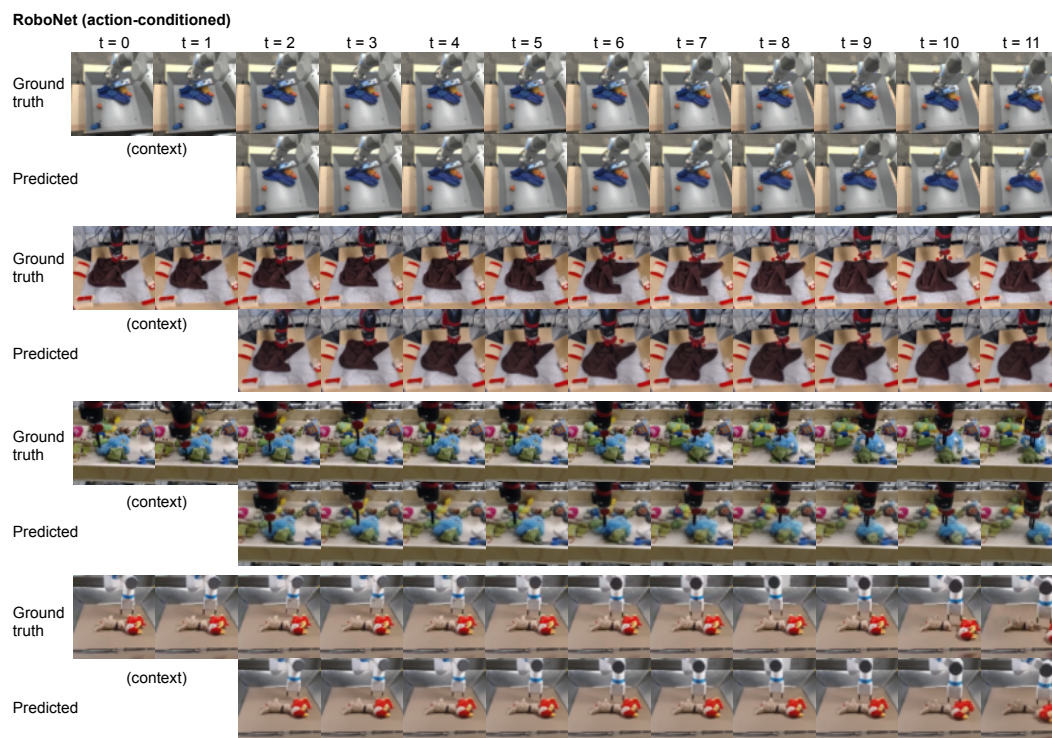 RoboNet (action-conditioned)
t = 0 t = 1 t = 2 t = 3 t = 4 t = 5 t = 6 t = 7 t = 8 t = 9 t = 10 t = 11
Ground
truth
(context)
Predicted
Ground
truth
(context)
Predicted
Ground
truth
(context)
Predicted
Ground
truth
(context)
Predicted